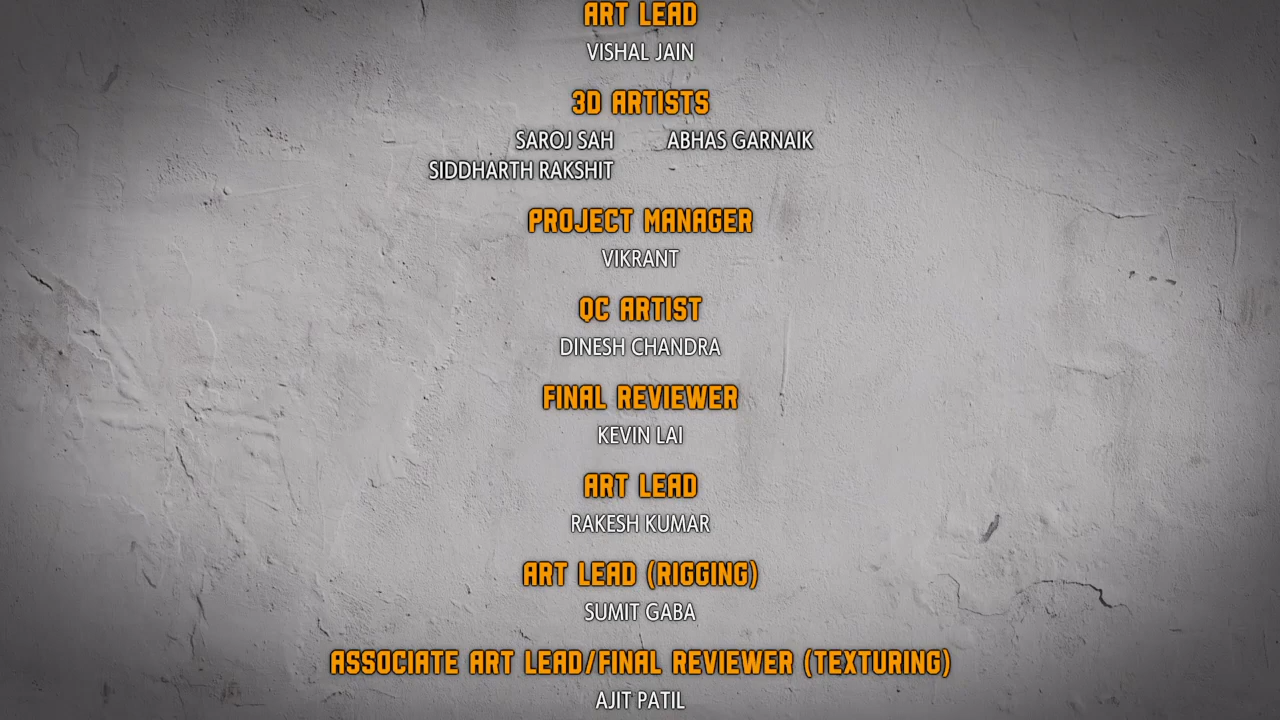 ART LEAD
VISHAL JAIN
3D ARTISTS
SAROJ SAH ABHAS GARNAIK
SIDDHARTH RAKSHIT
PROJECT MANAGER
VIKRANT
QC ARTIST
DINESH CHANDRA
FINAL REVIEWER
KEVIN LAI
ART LEAD
RAKESH KUMAR
ART LEAD (RIGGING)
SUMIT GABA
ASSOCIATE ART LEAD/FINAL REVIEWER (TEXTURING)
AJIT PATIL